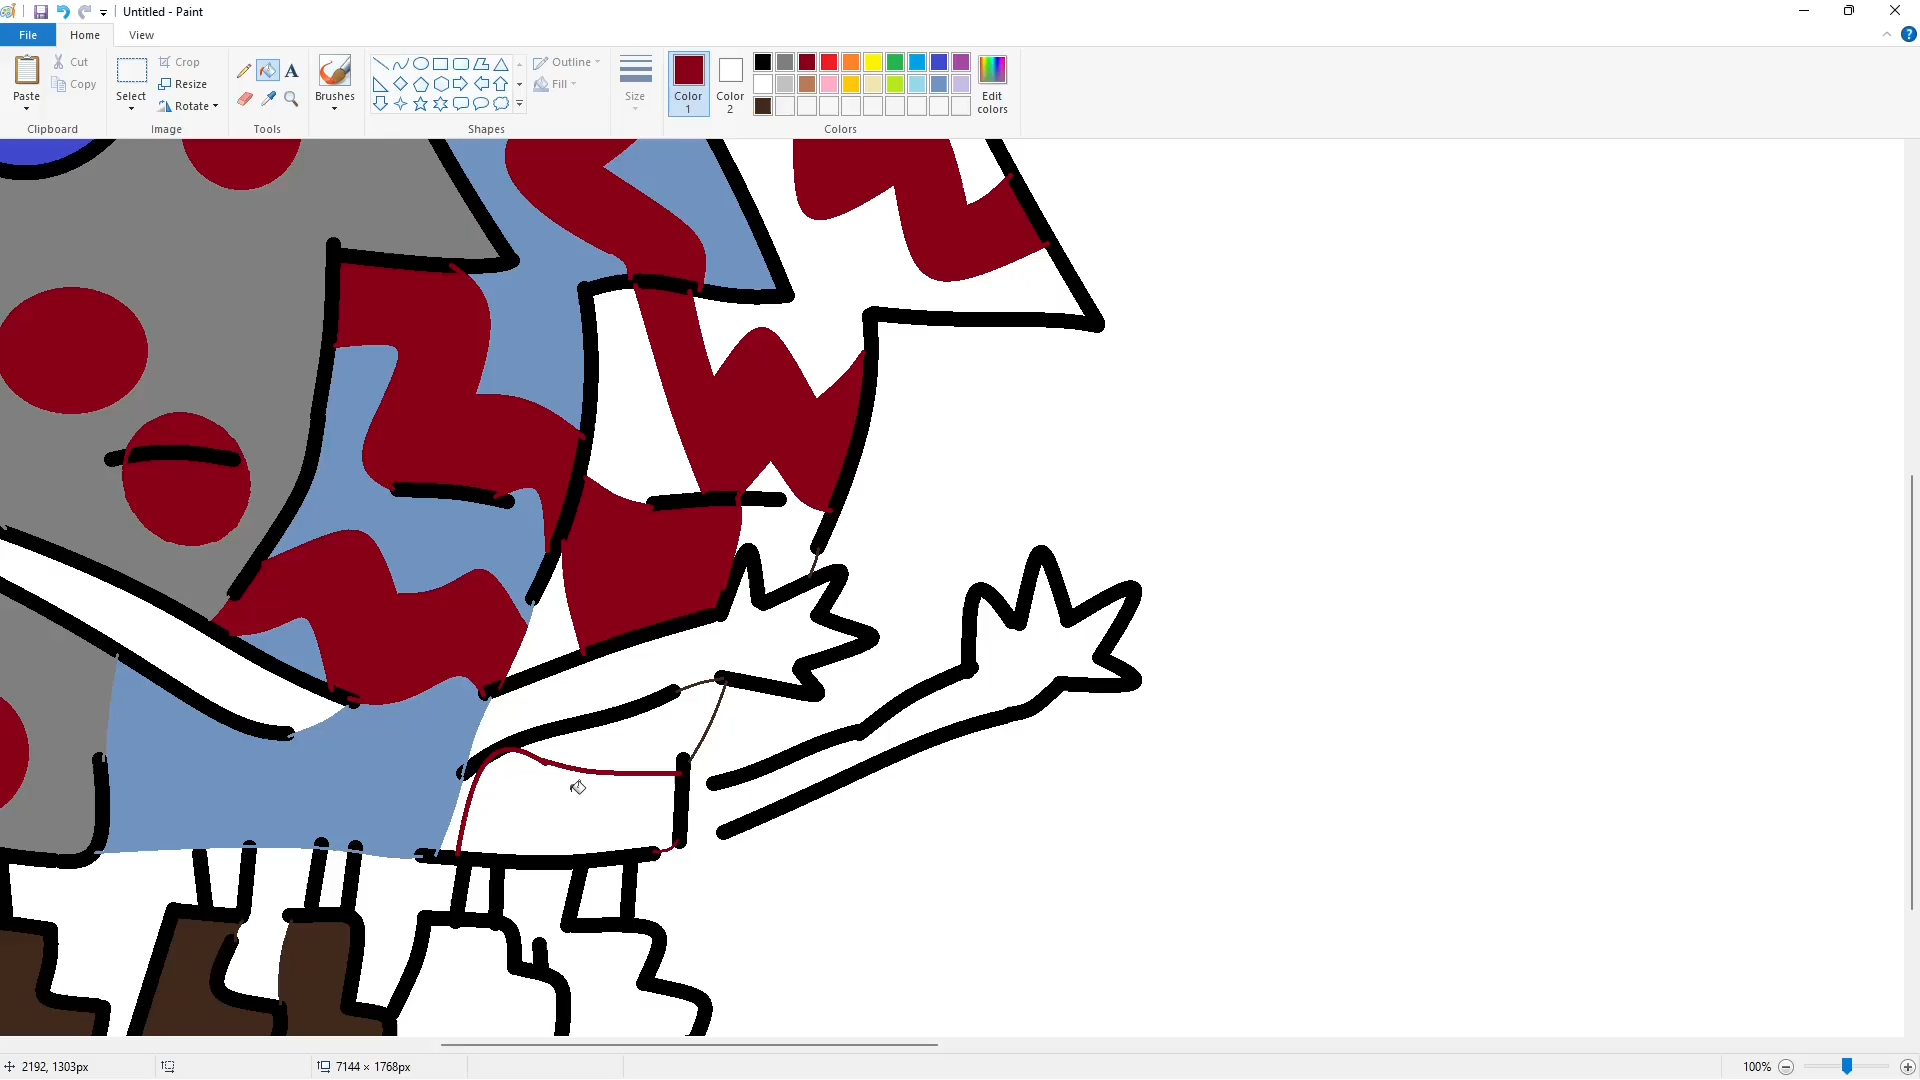 Untitled - Paint
File Home View
Paste
Cut
Copy
Clipboard
Select
Crop
Resize
Rotate
Image
A
Tools
Brushes
Shapes
Outline
Fill
Size
Color 1
Color 2
Edit colors
Colors
?
2192, 1303px
7144 × 1768px
100%